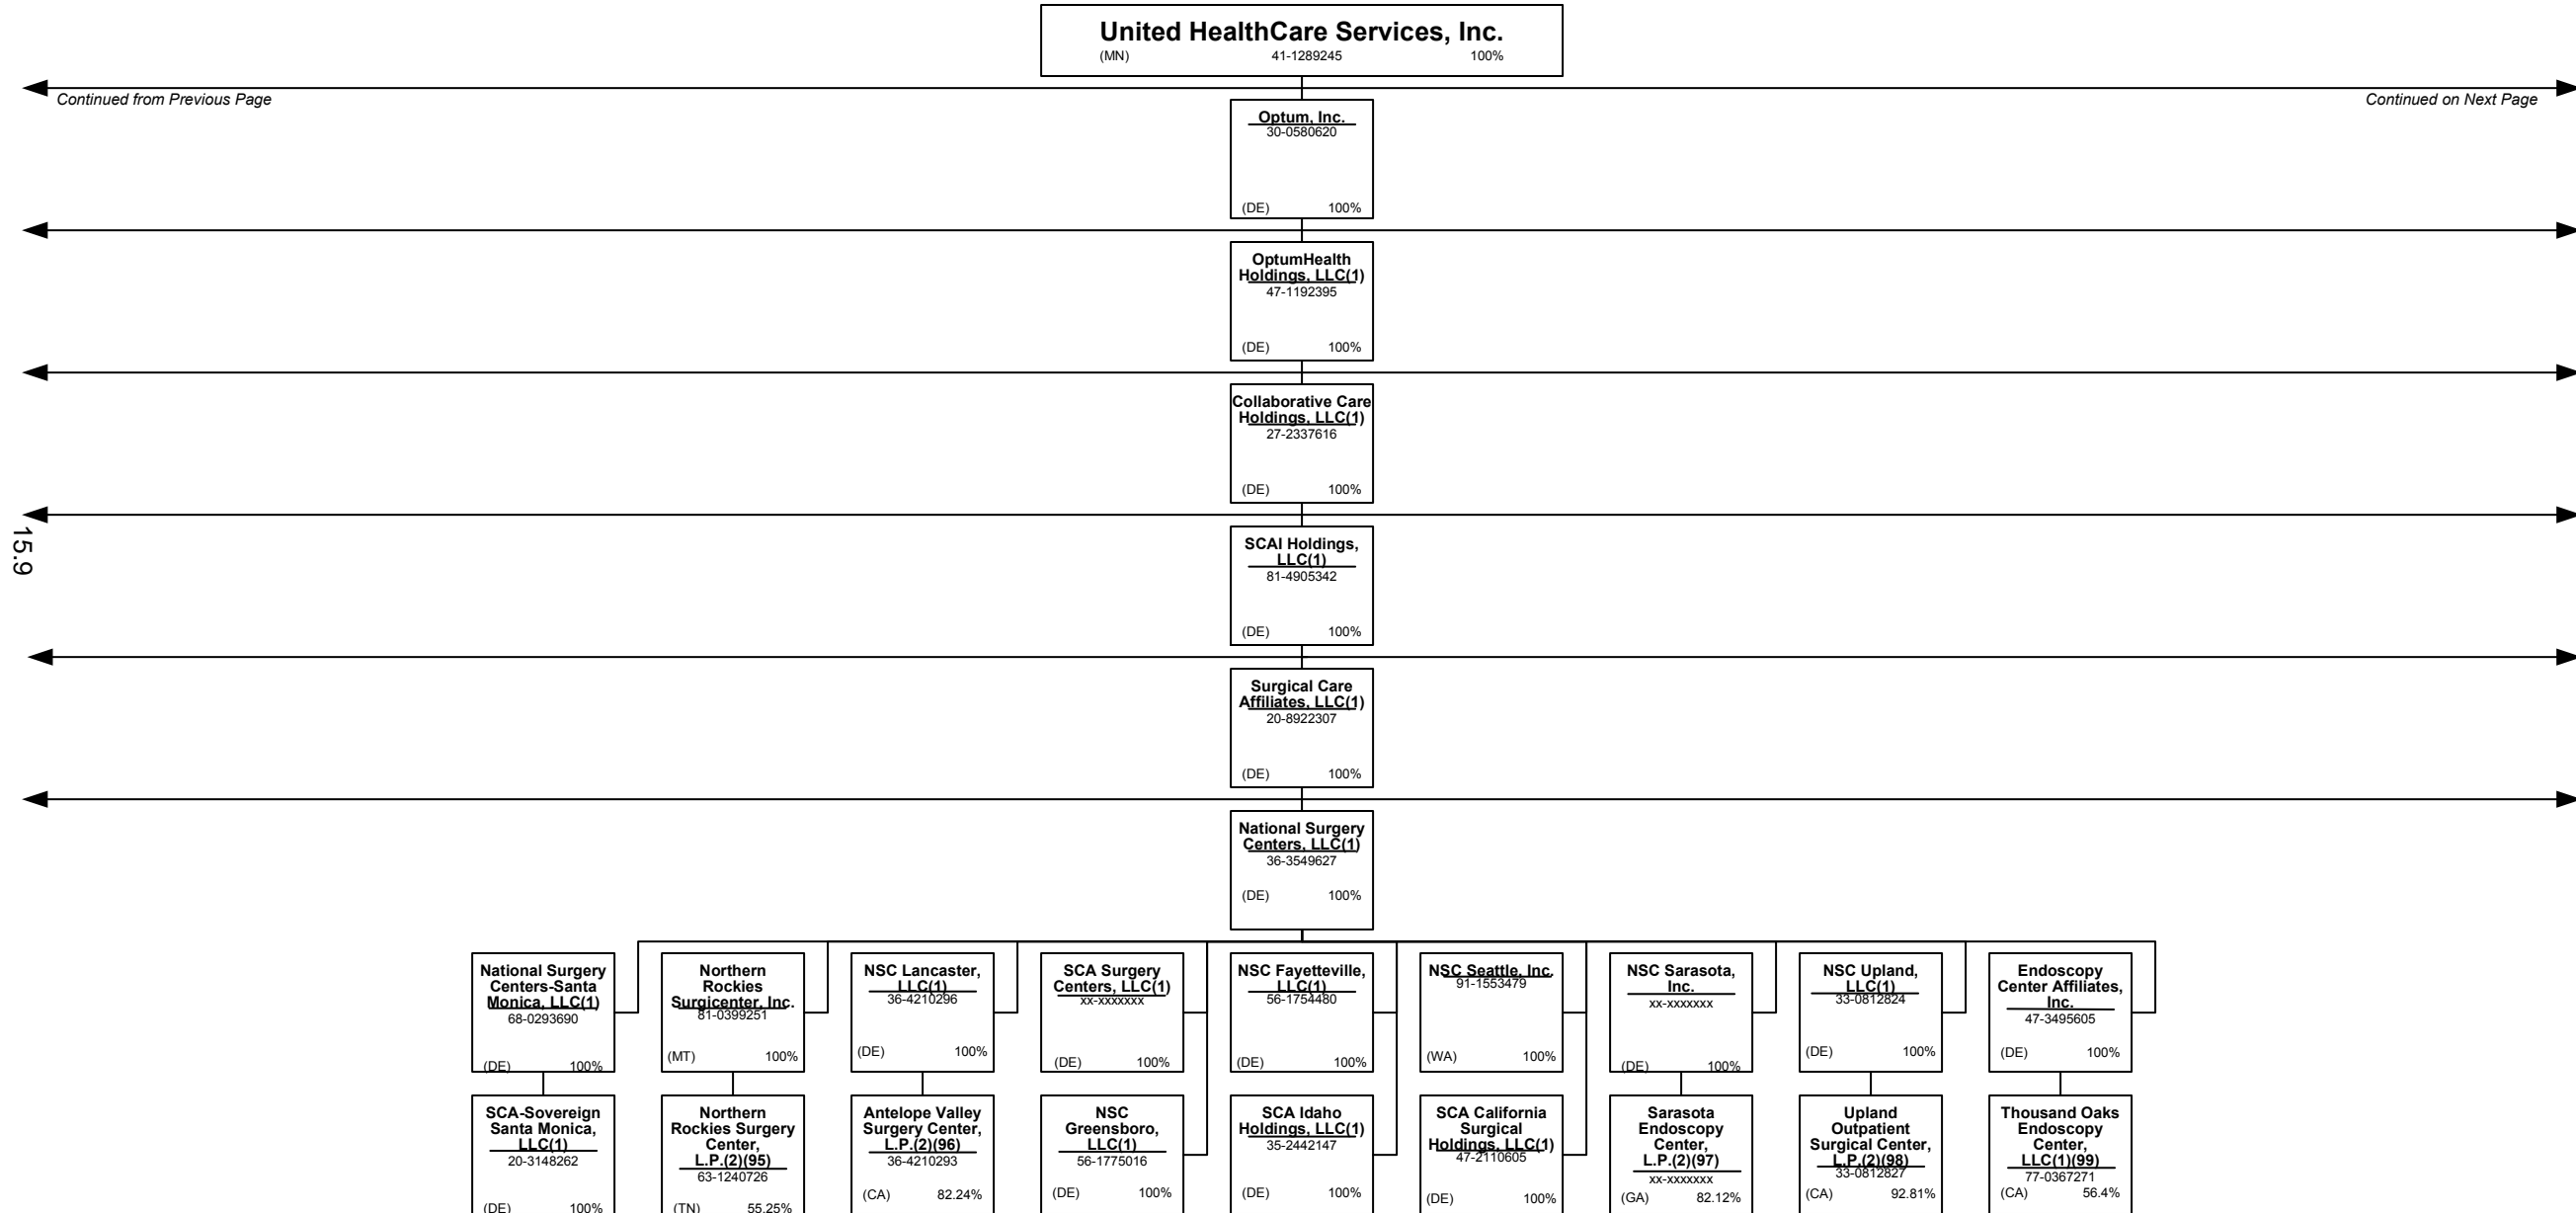 United HealthCare Services, Inc.
(MN) 41-1289245 100%
Continued from Previous Page
Continued on Next Page
Optum, Inc.
30-0580620
(DE) 100%
OptumHealth
Holdings, LLC(1)
47-1192395
(DE) 100%
Collaborative Care
Holdings, LLC(1)
27-2337616
(DE) 100%
15.9
SCAI Holdings,
LLC(1)
81-4905342
(DE) 100%
Surgical Care
Affiliates, LLC(1)
20-8922307
(DE) 100%
National Surgery
Centers, LLC(1)
36-3549627
(DE) 100%
National Surgery
Centers-Santa
Monica, LLC(1)
68-0293690
(DE) 100%
Northern
Rockies
Surgicenter, Inc.
81-0399251
(MT) 100%
NSC Lancaster,
LLC(1)
36-4210296
(DE) 100%
SCA Surgery
Centers, LLC(1)
xx-xxxxxxx
(DE) 100%
NSC Fayetteville,
LLC(1)
56-1754480
(DE) 100%
NSC Seattle, Inc.
91-1553479
(WA) 100%
NSC Sarasota,
Inc.
xx-xxxxxxx
(DE) 100%
NSC Upland,
LLC(1)
33-0812824
(DE) 100%
Endoscopy
Center Affiliates,
Inc.
47-3495605
(DE) 100%
SCA-Sovereign
Santa Monica,
LLC(1)
20-3148262
(DE) 100%
Northern
Rockies Surgery
Center,
L.P.(2)(95)
63-1240726
(TN) 55.25%
Antelope Valley
Surgery Center,
L.P.(2)(96)
36-4210293
(CA) 82.24%
NSC
Greensboro,
LLC(1)
56-1775016
(DE) 100%
SCA Idaho
Holdings, LLC(1)
35-2442147
(DE) 100%
SCA California
Surgical
Holdings, LLC(1)
47-2110605
(DE) 100%
Sarasota
Endoscopy
Center,
L.P.(2)(97)
xx-xxxxxxx
(GA) 82.12%
Upland
Outpatient
Surgical Center,
L.P.(2)(98)
33-0812827
(CA) 92.81%
Thousand Oaks
Endoscopy
Center,
LLC(1)(99)
77-0367271
(CA) 56.4%